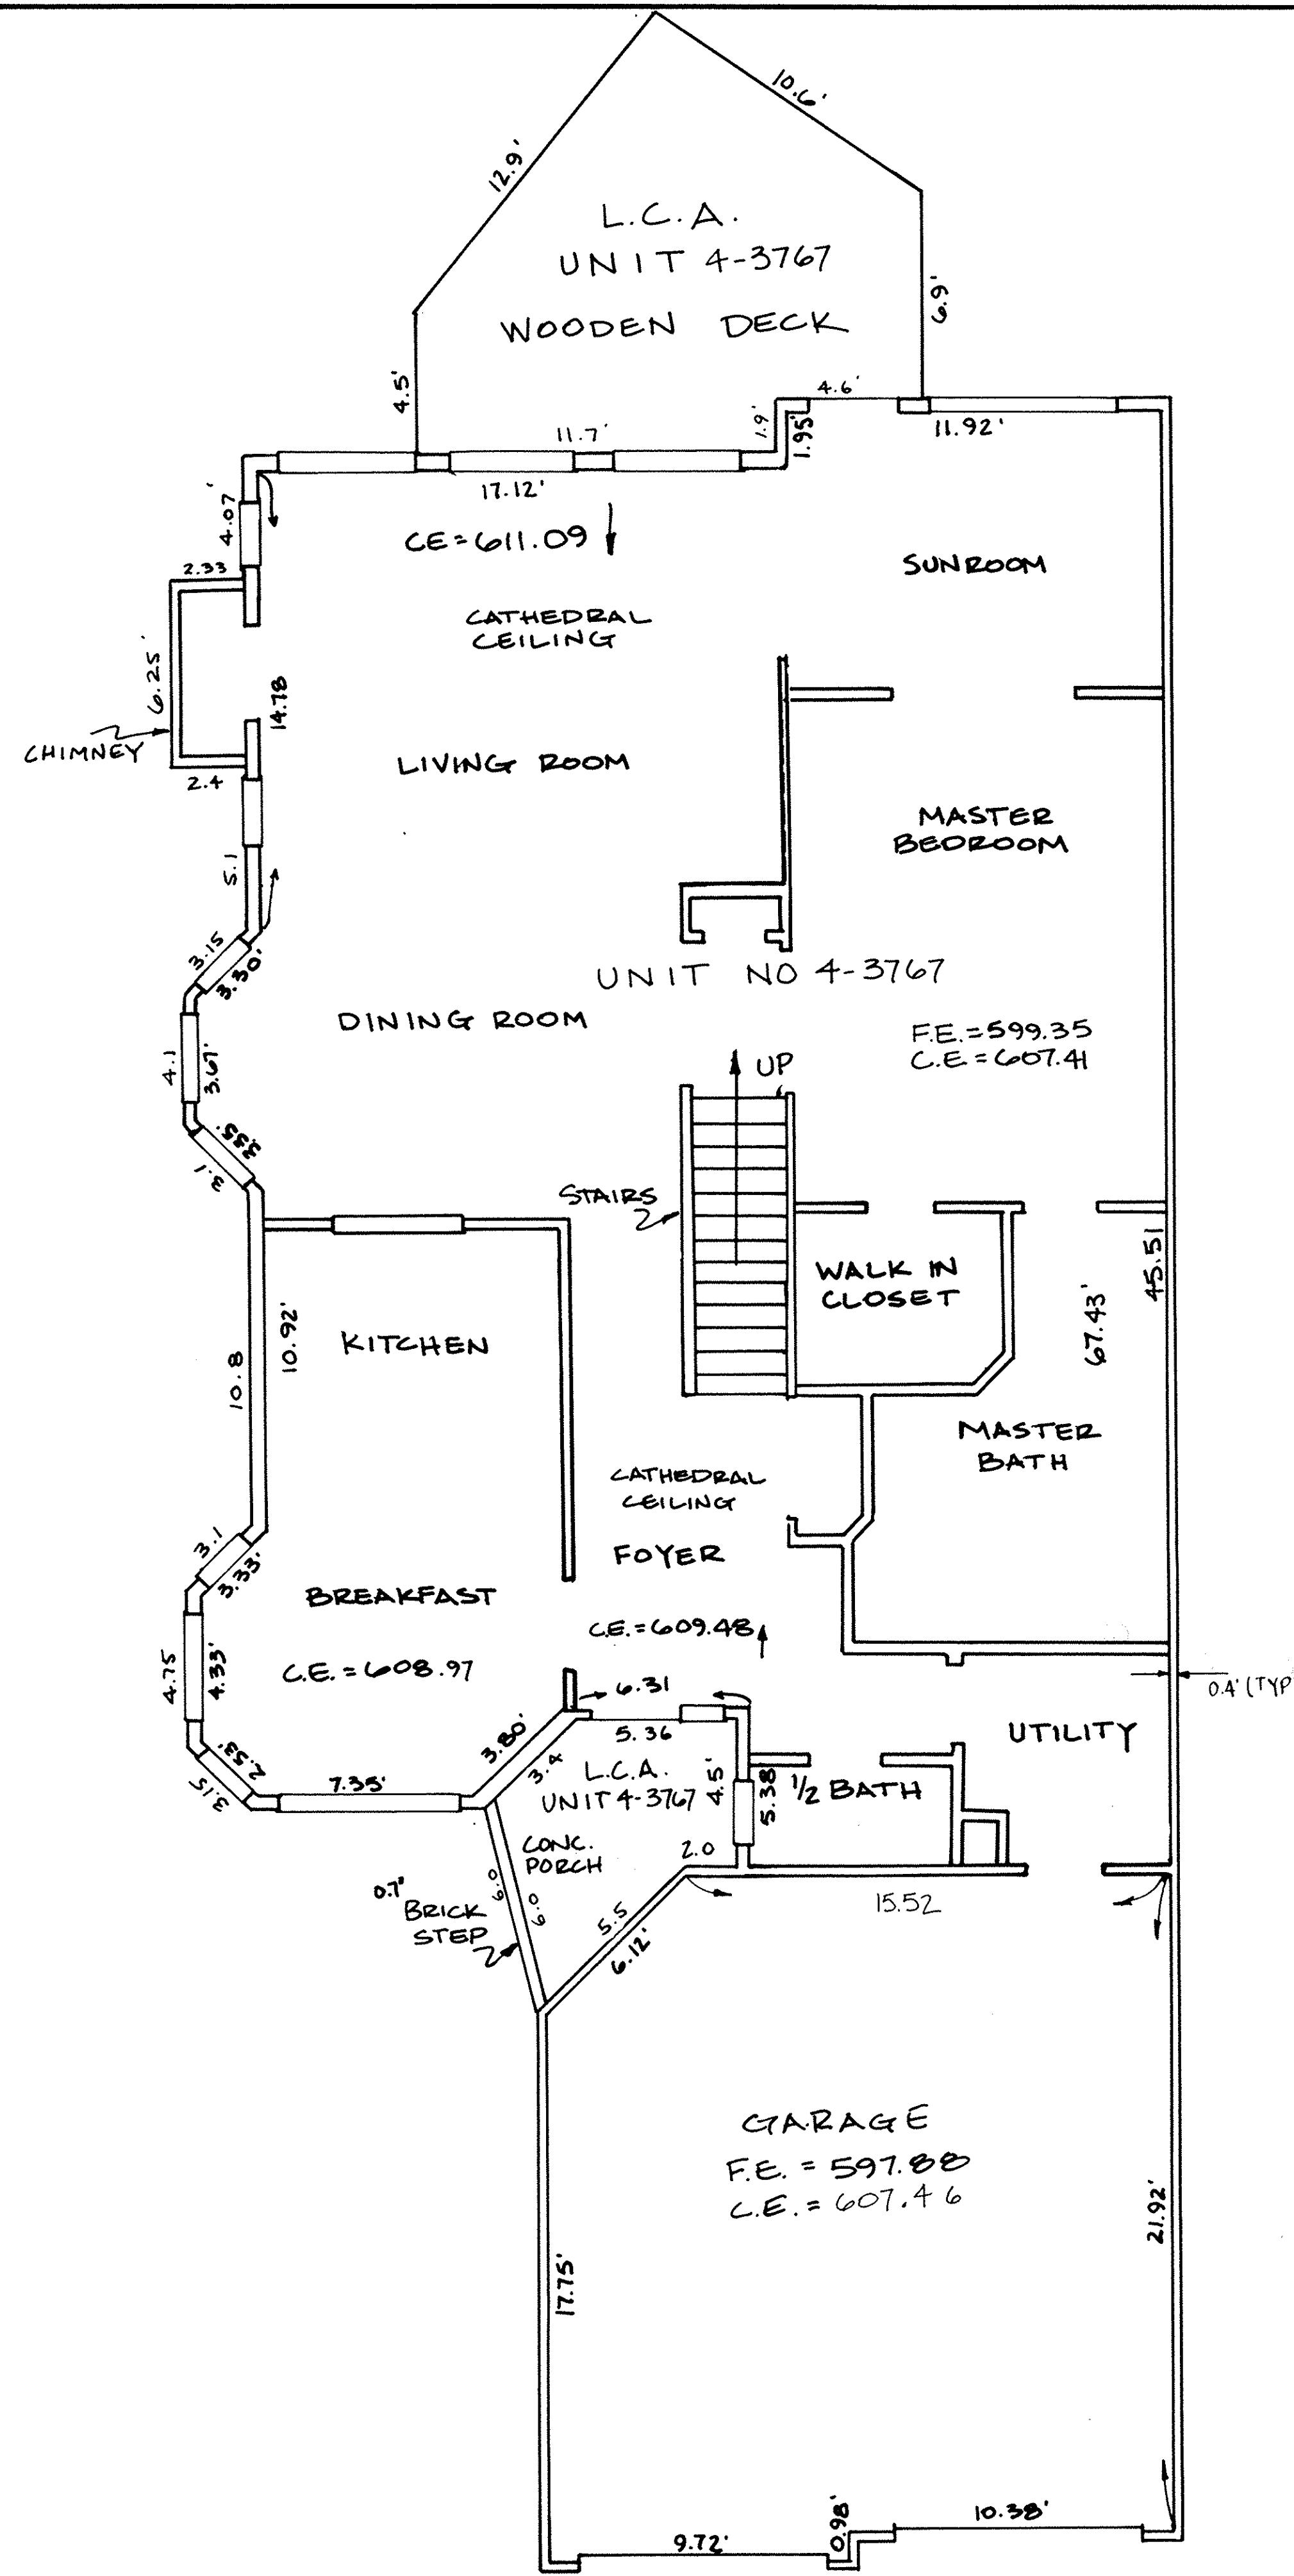 10.6'
12.9'
L.C.A.
UNIT 4-3767
WOODEN DECK
6.9'
4.5'
4.6'
1.9'
1.95'
11.92'
11.7'
17.12'
4.07'
CE=611.09
SUNROOM
2.33
CATHEDRAL
CEILING
6.25'
14.78
CHIMNEY
LIVING ROOM
2.4
MASTER
BEDROOM
5.1
3.15
3.30'
UNIT NO 4-3767
DINING ROOM
F.E.=599.35
C.E.=607.41
4.1
3.67'
UP
3.55'
3.1
STAIRS
WALK IN
CLOSET
45.51
67.43'
KITCHEN
10.92'
10.8
MASTER
BATH
CATHEDRAL
CEILING
FOYER
3.1
3.33'
BREAKFAST
C.E.=609.48
4.75
4.33'
C.E.=608.97
6.31
0.4' (TYP
5.36
UTILITY
3.80'
3.4
L.C.A.
UNIT 4-3767
4.5'
5.38
1/2 BATH
2.53'
3.15
7.35'
CONC.
PORCH
2.0
0.7'
BRICK
STEP
6.0
6.0
15.52
5.5
6.12'
GARAGE
F.E. = 597.88
C.E. = 607.46
21.92'
17.75'
0.98'
10.38'
9.72'